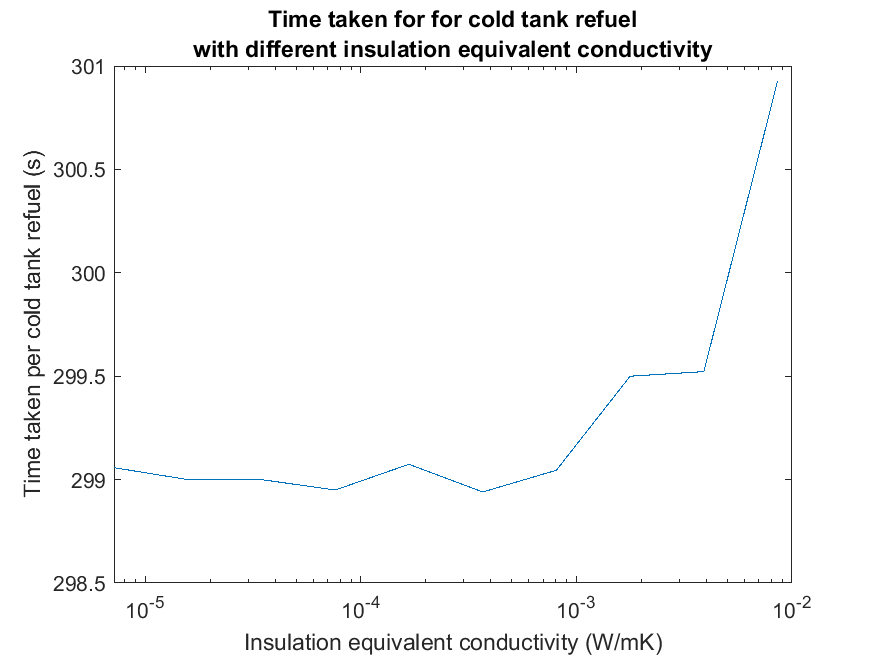 Time taken for for cold tank refuel
with different insulation equivalent conductivity
301
300.5
300
299.5
299
298.5
Time taken per cold tank refuel (s)
10-5 10-4 10-3 10-2
Insulation equivalent conductivity (W/mK)